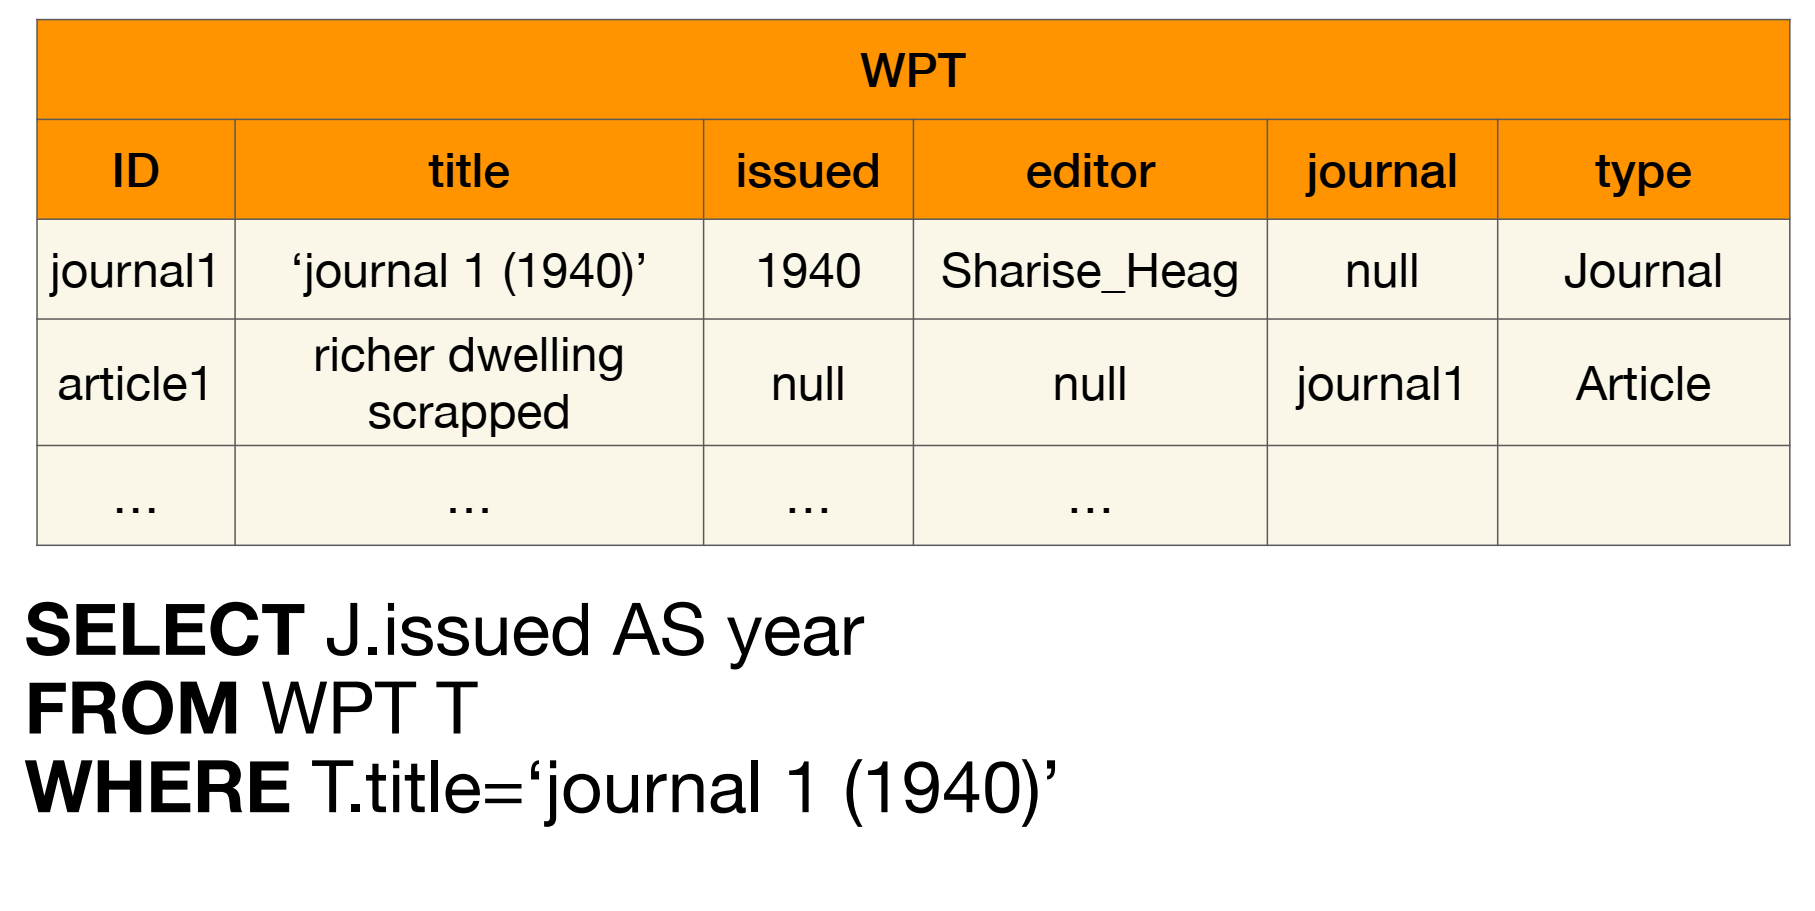 WPT
ID title issued editor journal type
journal1 ‘journal 1 (1940)’ 1940 Sharise_Heag null Journal
article1 richer dwelling scrapped null null journal1 Article
... ... ... ...
SELECT J.issued AS year
FROM WPT T
WHERE T.title=‘journal 1 (1940)’